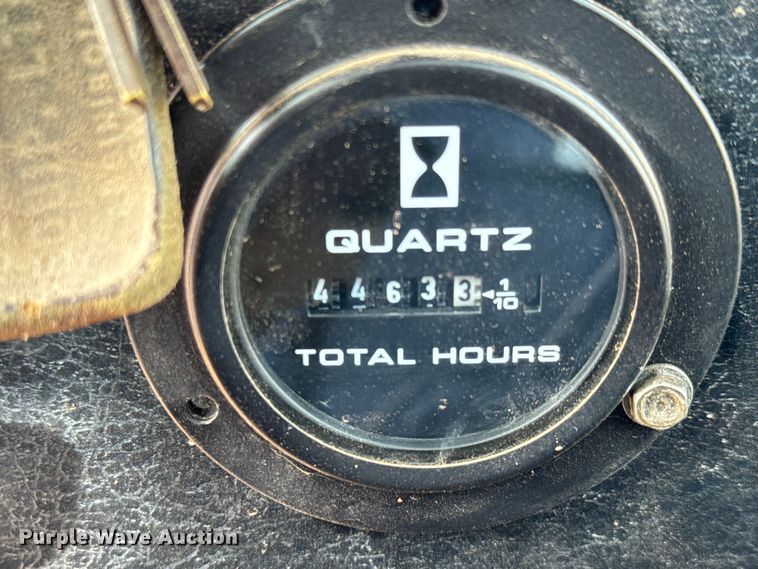 QUARTZ
4 4 6 3 3 1/10
TOTAL HOURS
Purple Wave Auction